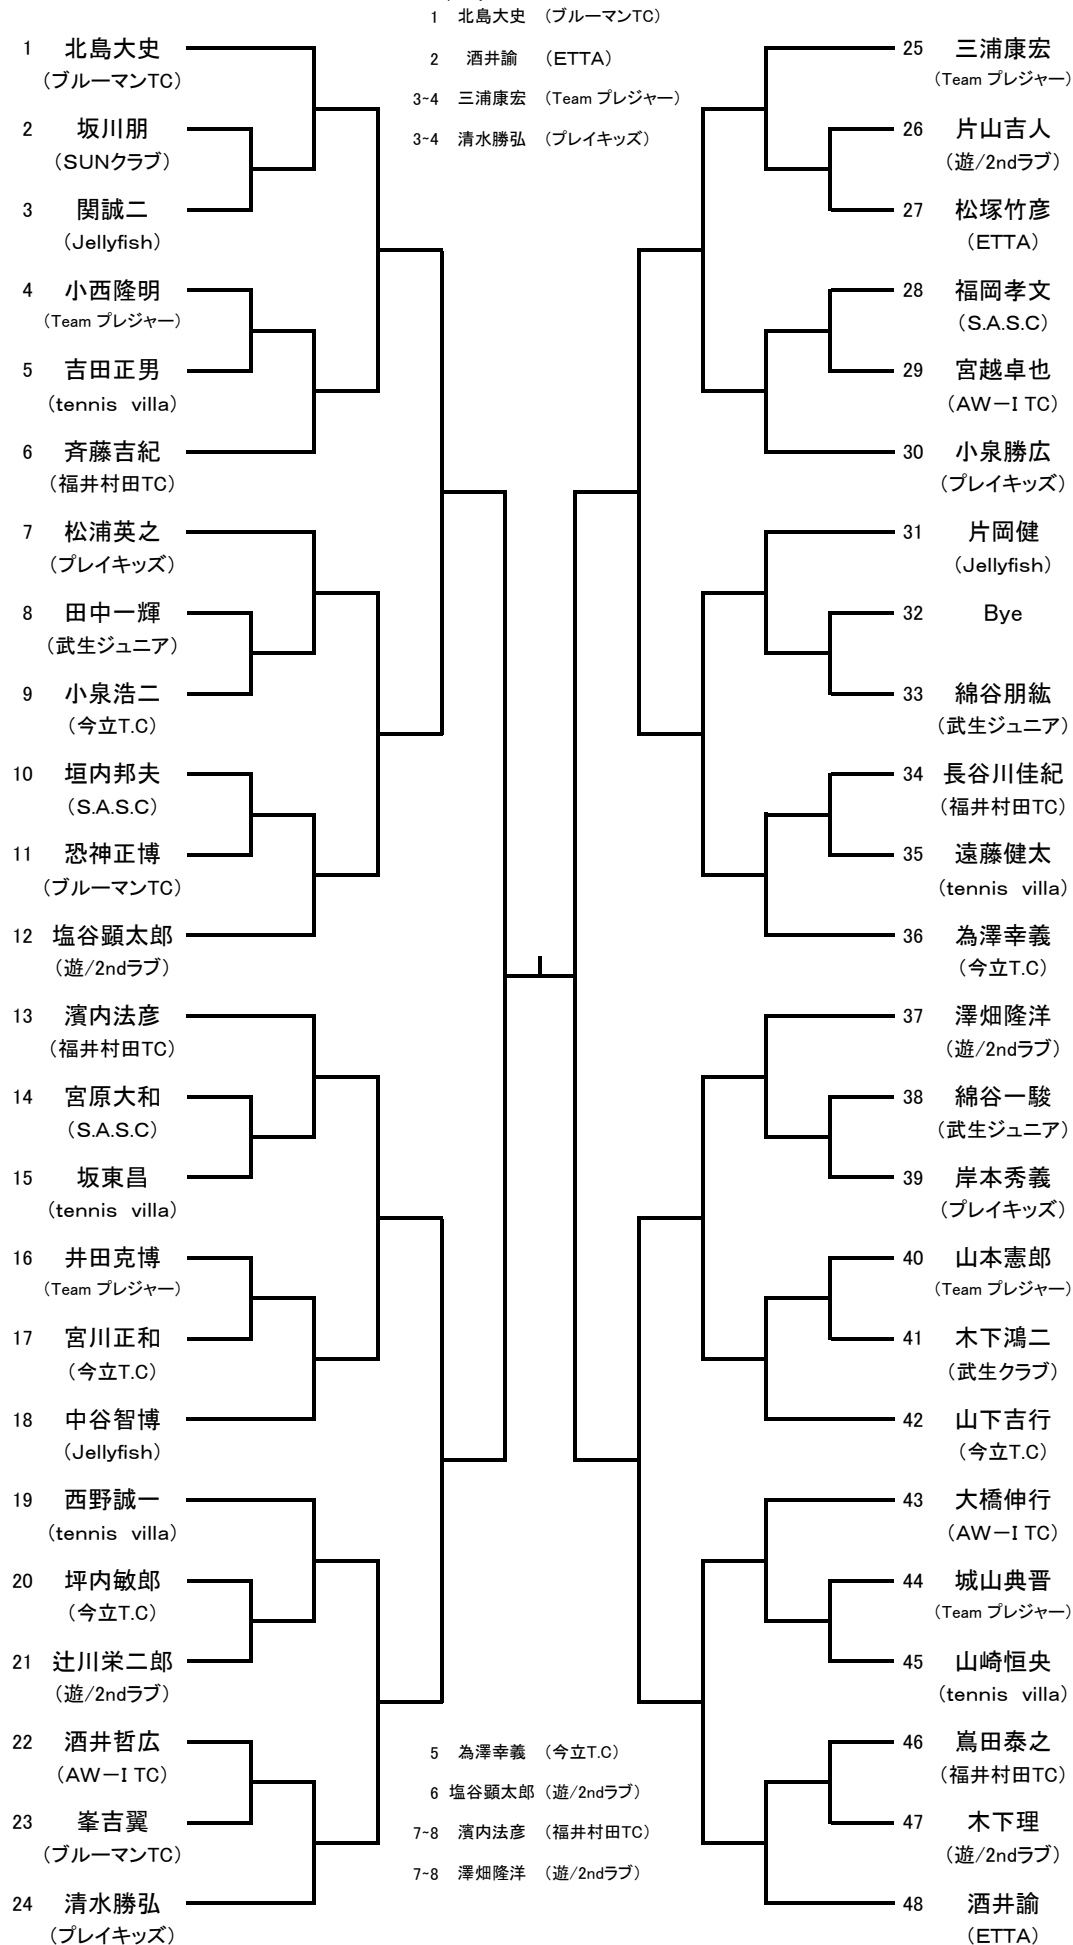 1 北島大史 （ブルーマンTC）
2 酒井諭 （ETTA）
3~4 三浦康宏 （Team プレジャー）
3~4 清水勝弘 （プレイキッズ）
1 北島大史
（ブルーマンTC）
2 坂川朋
（SUNクラブ）
3 関誠二
（Jellyfish）
4 小西隆明
（Team プレジャー）
5 吉田正男
（tennis villa）
6 斉藤吉紀
（福井村田TC）
7 松浦英之
（プレイキッズ）
8 田中一輝
（武生ジュニア）
9 小泉浩二
（今立T.C）
10 垣内邦夫
（S.A.S.C）
11 恐神正博
（ブルーマンTC）
12 塩谷顕太郎
（遊/2ndラブ）
13 濱内法彦
（福井村田TC）
14 宮原大和
（S.A.S.C）
15 坂東昌
（tennis villa）
16 井田克博
（Team プレジャー）
17 宮川正和
（今立T.C）
18 中谷智博
（Jellyfish）
19 西野誠一
（tennis villa）
20 坪内敏郎
（今立T.C）
21 辻川栄二郎
（遊/2ndラブ）
22 酒井哲広
（AW－I TC）
23 峯吉翼
（ブルーマンTC）
24 清水勝弘
（プレイキッズ）
25 三浦康宏
（Team プレジャー）
26 片山吉人
（遊/2ndラブ）
27 松塚竹彦
（ETTA）
28 福岡孝文
（S.A.S.C）
29 宮越卓也
（AW－I TC）
30 小泉勝広
（プレイキッズ）
31 片岡健
（Jellyfish）
32 Bye
33 綿谷朋紘
（武生ジュニア）
34 長谷川佳紀
（福井村田TC）
35 遠藤健太
（tennis villa）
36 為澤幸義
（今立T.C）
37 澤畑隆洋
（遊/2ndラブ）
38 綿谷一駿
（武生ジュニア）
39 岸本秀義
（プレイキッズ）
40 山本憲郎
（Team プレジャー）
41 木下鴻二
（武生クラブ）
42 山下吉行
（今立T.C）
43 大橋伸行
（AW－I TC）
44 城山典晋
（Team プレジャー）
45 山崎恒央
（tennis villa）
46 嶌田泰之
（福井村田TC）
47 木下理
（遊/2ndラブ）
48 酒井諭
（ETTA）
5 為澤幸義 （今立T.C）
6 塩谷顕太郎 （遊/2ndラブ）
7~8 濱内法彦 （福井村田TC）
7~8 澤畑隆洋 （遊/2ndラブ）